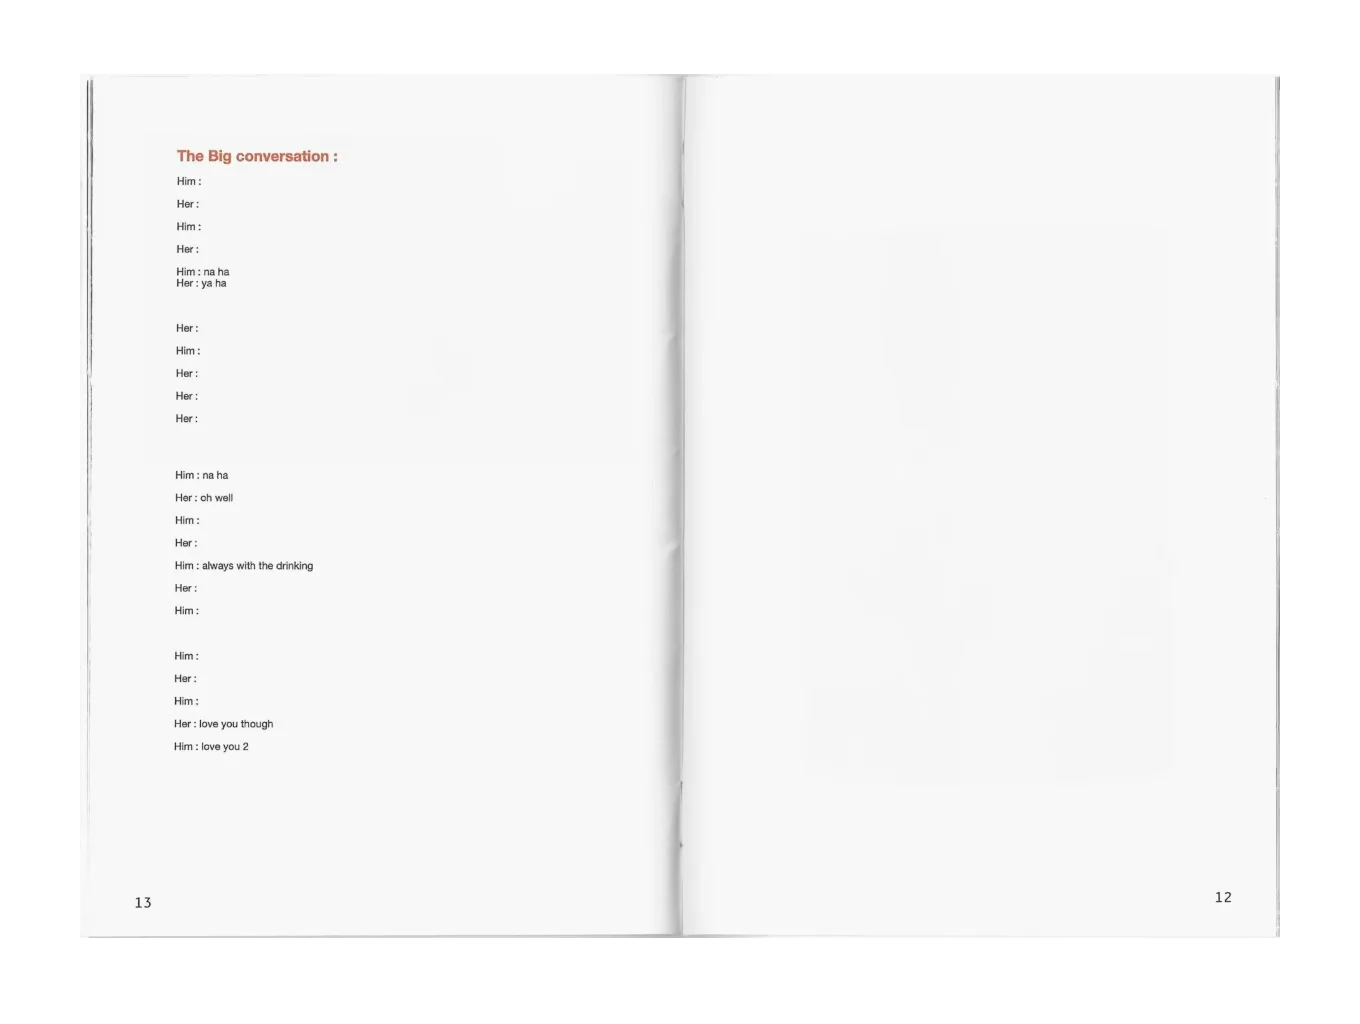 The Big conversation :
Him :
Her :
Him :
Her :
Him : na ha
Her : ya ha
Her :
Him :
Her :
Her :
Her :
Him : na ha
Her : oh well
Him :
Her :
Him : always with the drinking
Her :
Him :
Him :
Her :
Him :
Her : love you though
Him : love you 2
13
12